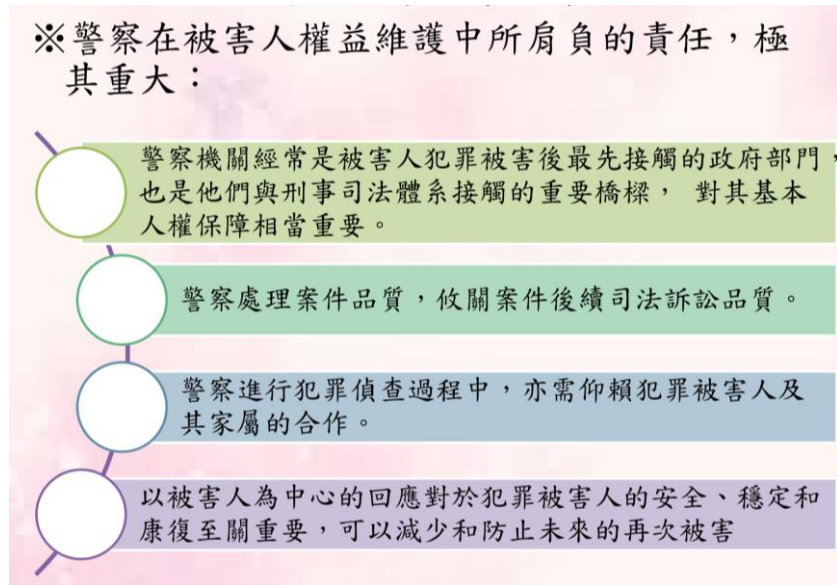 ※警察在被害人權益維護中所肩負的責任，極
其重大：
警察機關經常是被害人犯罪被害後最先接觸的政府部門，
也是他們與刑事司法體系接觸的重要橋樑， 對其基本
人權保障相當重要。
警察處理案件品質，攸關案件後續司法訴訟品質。
警察進行犯罪偵查過程中，亦需仰賴犯罪被害人及
其家屬的合作。
以被害人為中心的回應對於犯罪被害人的安全、穩定和
康復至關重要，可以減少和防止未來的再次被害